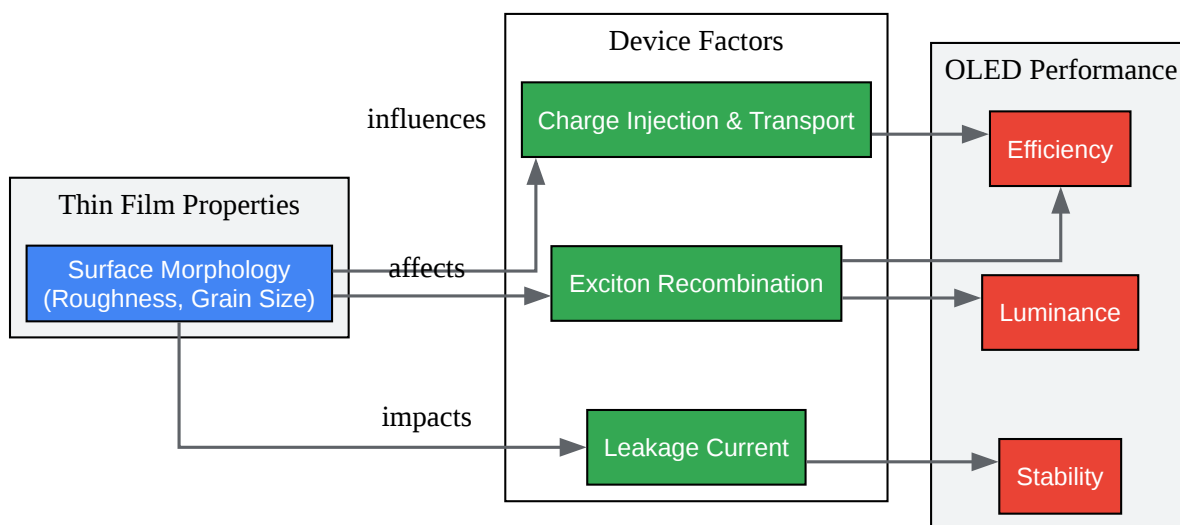 Device Factors
OLED Performance
influences
Charge Injection & Transport
Efficiency
Thin Film Properties
Surface Morphology
(Roughness, Grain Size)
affects
Exciton Recombination
Luminance
impacts
Leakage Current
Stability